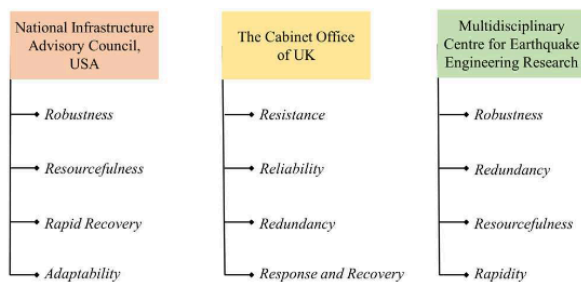 National Infrastructure
Advisory Council,
USA
Robustness
Resourcefulness
Rapid Recovery
Adaptability
The Cabinet Office
of UK
Resistance
Reliability
Redundancy
Response and Recovery
Multidisciplinary
Centre for Earthquake
Engineering Research
Robustness
Redundancy
Resourcefulness
Rapidity